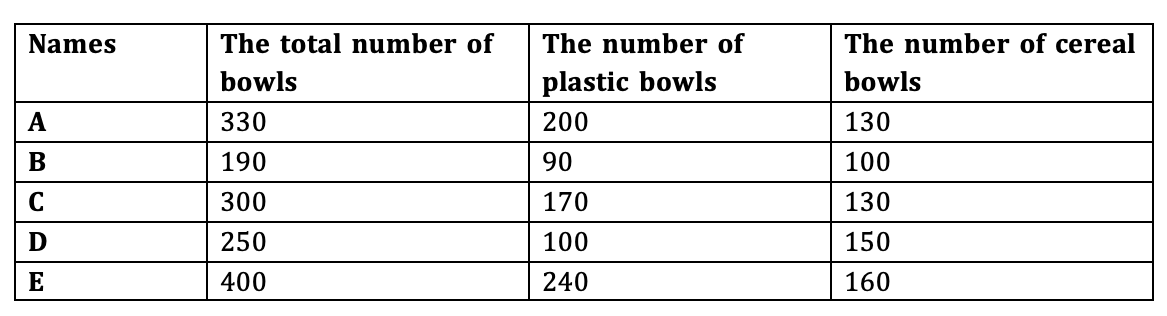 Names The total number of bowls The number of plastic bowls The number of cereal bowls
A 330 200 130
B 190 90 100
C 300 170 130
D 250 100 150
E 400 240 160